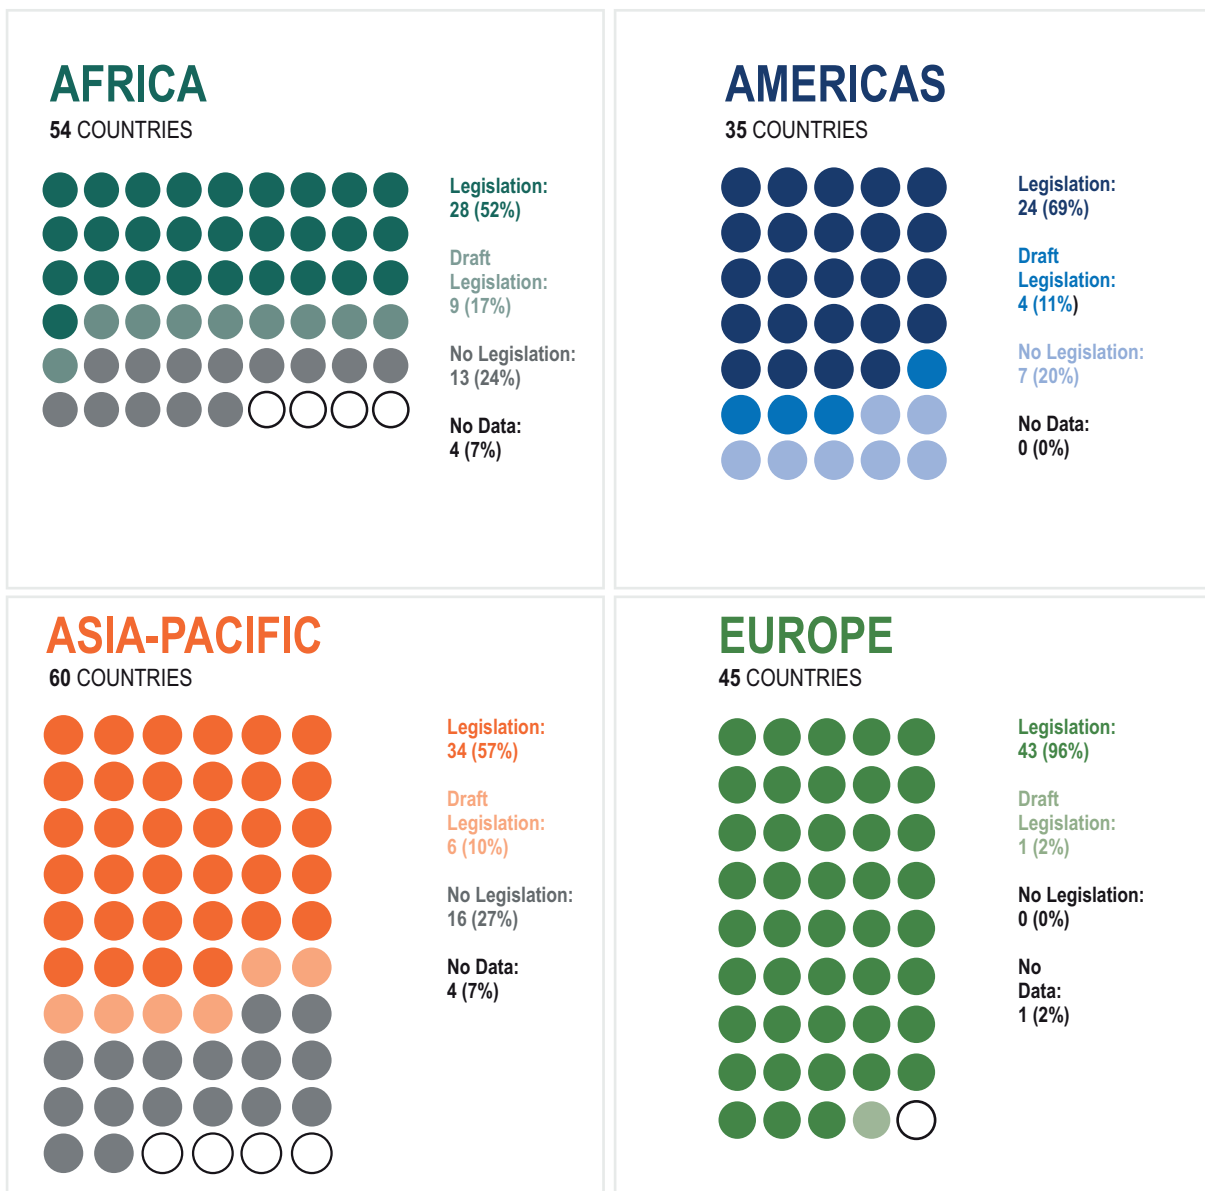 AFRICA
54 COUNTRIES
Legislation:
28 (52%)
Draft
Legislation:
9 (17%)
No Legislation:
13 (24%)
No Data:
4 (7%)
AMERICAS
35 COUNTRIES
Legislation:
24 (69%)
Draft
Legislation:
4 (11%)
No Legislation:
7 (20%)
No Data:
0 (0%)
ASIA-PACIFIC
60 COUNTRIES
Legislation:
34 (57%)
Draft
Legislation:
6 (10%)
No Legislation:
16 (27%)
No Data:
4 (7%)
EUROPE
45 COUNTRIES
Legislation:
43 (96%)
Draft
Legislation:
1 (2%)
No Legislation:
0 (0%)
No
Data:
1 (2%)